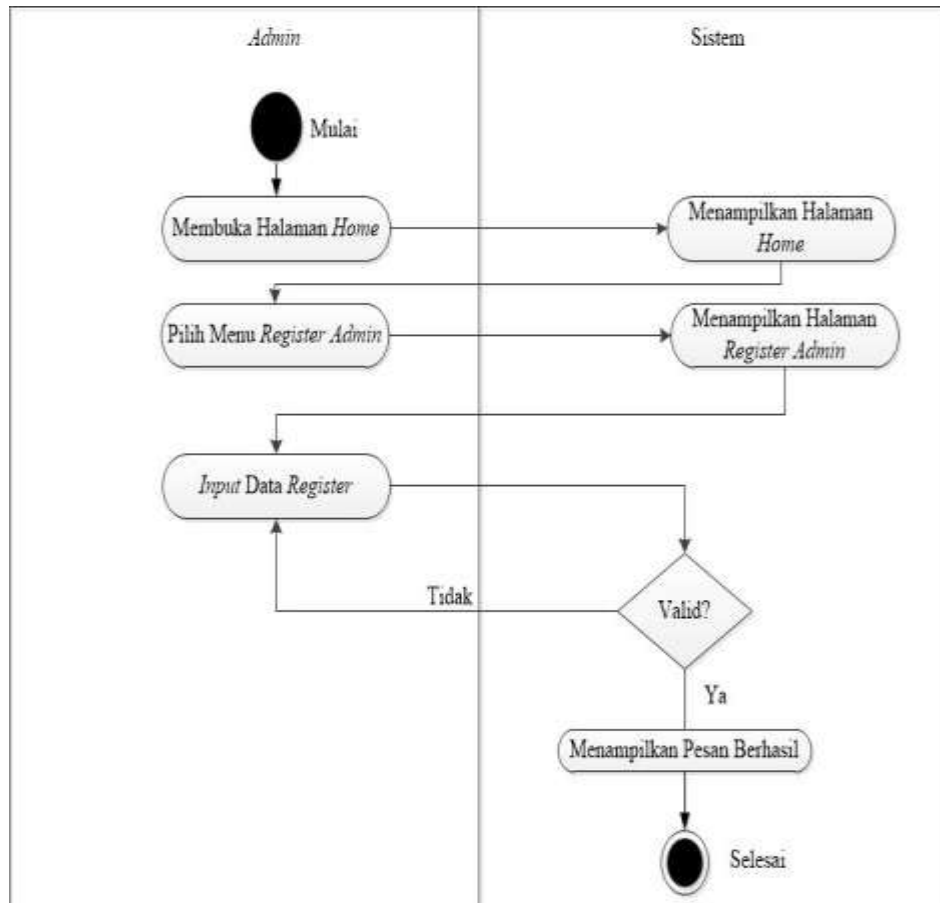 Admin
Sistem
Mulai
Membuka Halaman Home
Menampilkan Halaman
Home
Pilih Menu Register Admin
Menampilkan Halaman
Register Admin
Input Data Register
Tidak
Valid?
Ya
Menampilkan Pesan Berhasil
Selesai